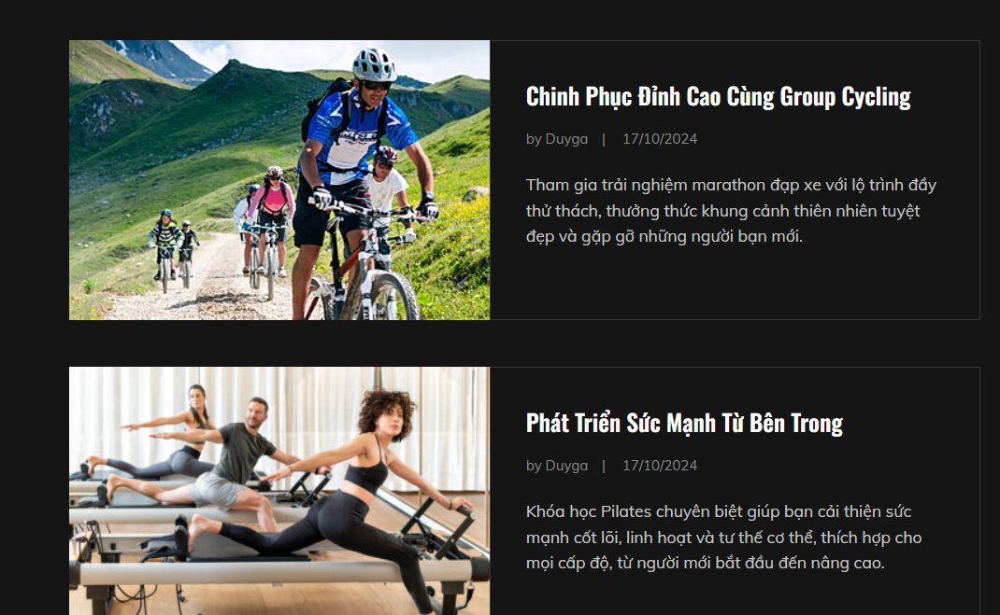 Chinh Phục Đỉnh Cao Cùng Group Cycling
by Duyga | 17/10/2024
Tham gia trải nghiệm marathon đạp xe với lộ trình đầy
thử thách, thưởng thức khung cảnh thiên nhiên tuyệt
đẹp và gặp gỡ những người bạn mới.
Phát Triển Sức Mạnh Từ Bên Trong
by Duyga | 17/10/2024
Khóa học Pilates chuyên biệt giúp bạn cải thiện sức
mạnh cốt lõi, linh hoạt và tư thế cơ thể, thích hợp cho
mọi cấp độ, từ người mới bắt đầu đến nâng cao.